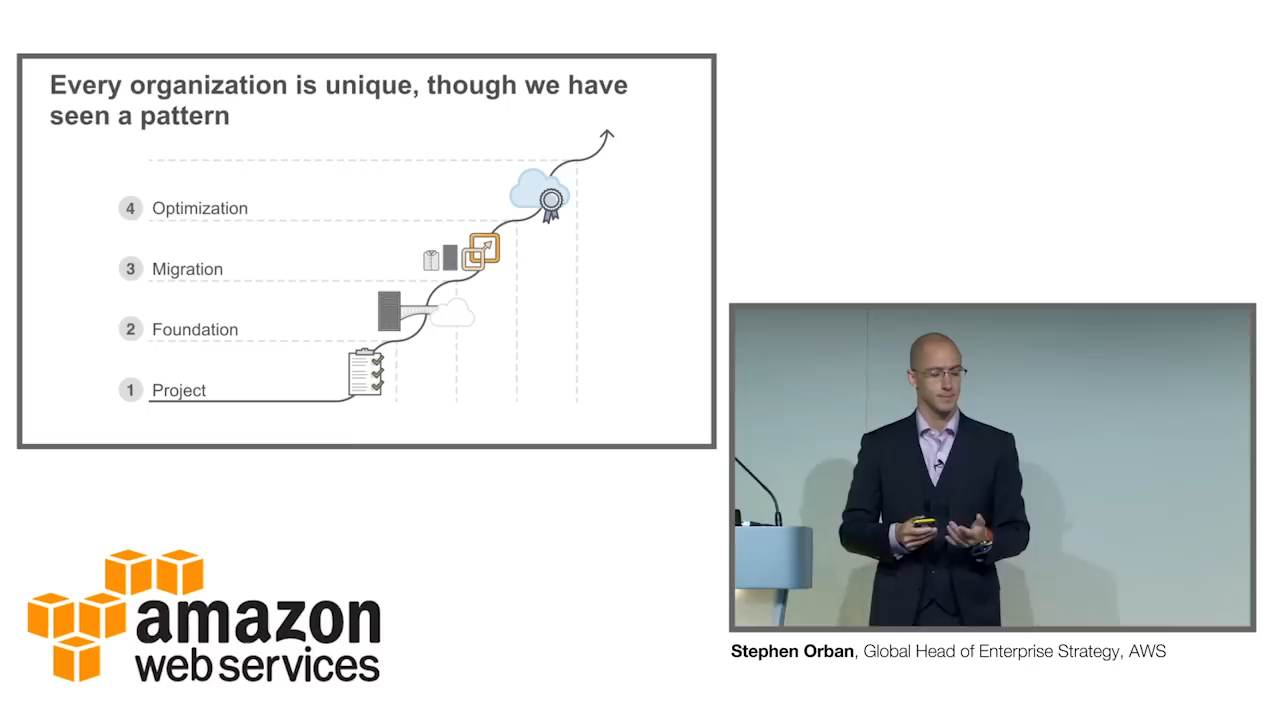 Every organization is unique, though we have
seen a pattern
4 Optimization
3 Migration
2 Foundation
1 Project
amazon
web services
Stephen Orban, Global Head of Enterprise Strategy, AWS